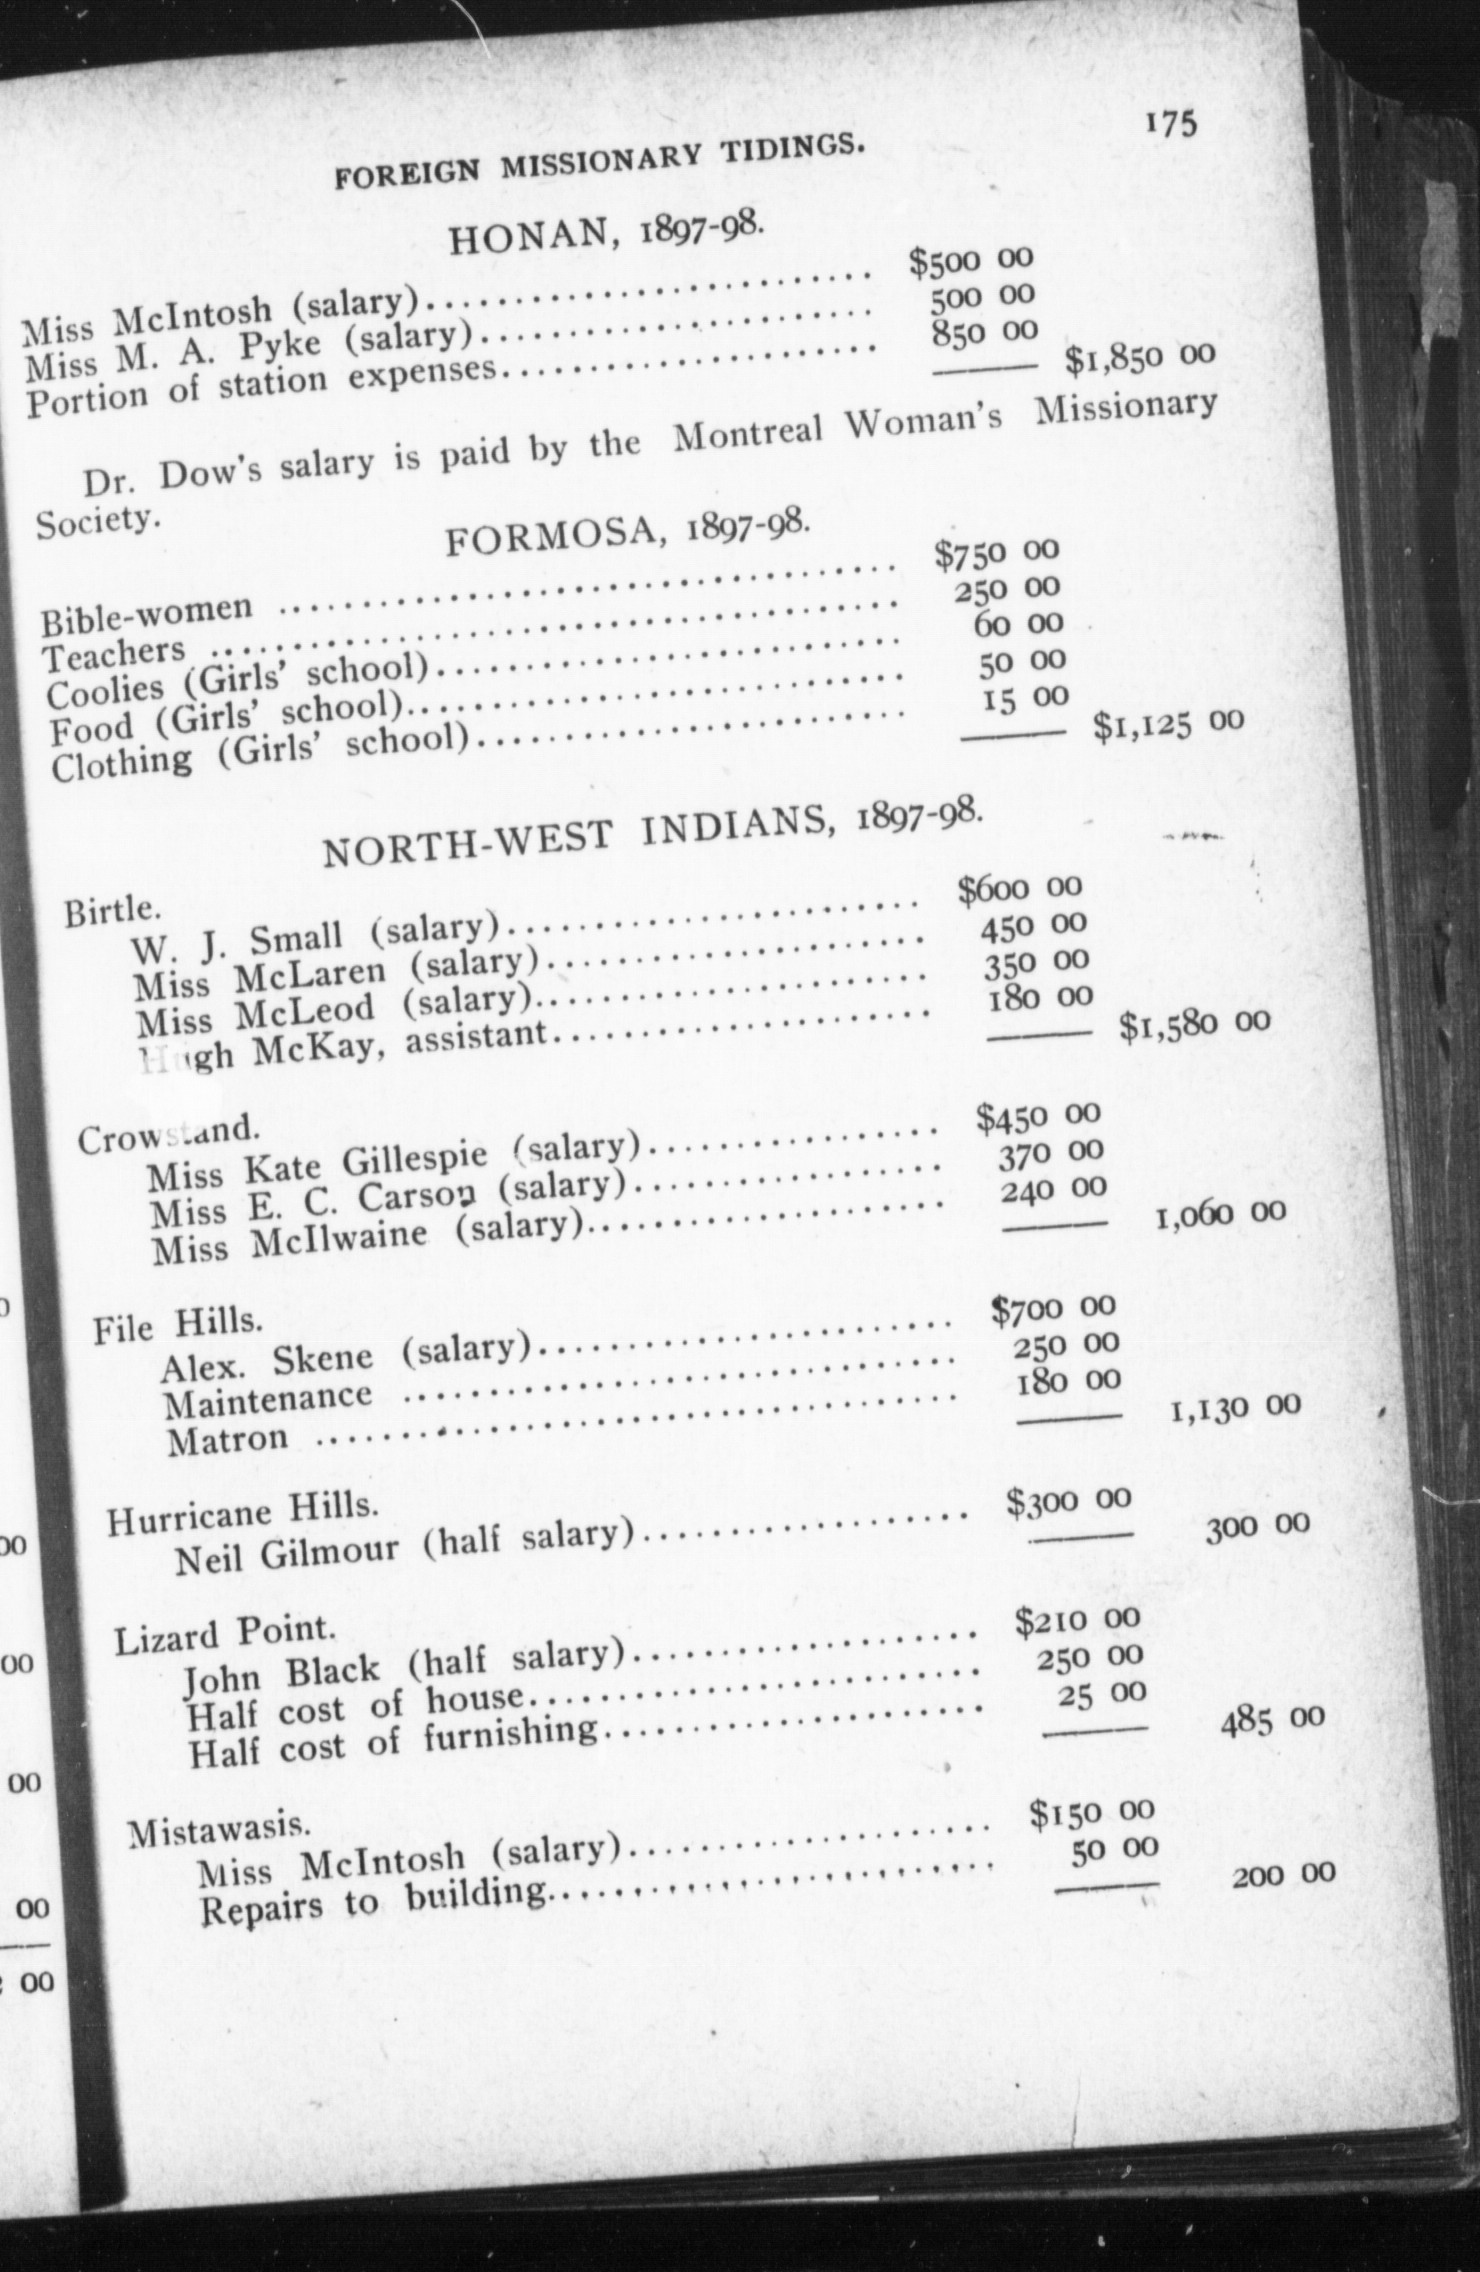 175
FOREIGN MISSIONARY TIDINGS.
HONAN, 1897-98.
Miss McIntosh (salary).......................... $500 00
Miss M. A. Pyke (salary)....................... 500 00
Portion of station expenses..................... 850 00
$1,850 00
Dr. Dow's salary is paid by the Montreal Woman's Missionary
Society.
FORMOSA, 1897-98.
Bible-women .................................... $750 00
Teachers ....................................... 250 00
Coolies (Girls' school)........................... 60 00
Food (Girls' school)............................. 50 00
Clothing (Girls' school)......................... 15 00
$1,125 00
NORTH-WEST INDIANS, 1897-98.
Birtle.
W. J. Small (salary)........................ $600 00
Miss McLaren (salary)...................... 450 00
Miss McLeod (salary)....................... 350 00
Hugh McKay, assistant...................... 180 00
$1,580 00
Crowstand.
Miss Kate Gillespie (salary)................. $450 00
Miss E. C. Carson (salary).................. 370 00
Miss McIlwaine (salary)..................... 240 00
1,060 00
File Hills.
Alex. Skene (salary)........................ $700 00
Maintenance ................................ 250 00
Matron ..................................... 180 00
1,130 00
Hurricane Hills.
Neil Gilmour (half salary)................... $300 00
300 00
Lizard Point.
John Black (half salary)..................... $210 00
Half cost of house.......................... 250 00
Half cost of furnishing...................... 25 00
485 00
Mistawasis.
Miss McIntosh (salary)...................... $150 00
Repairs to building.......................... 50 00
200 00
00
00
00
00
00